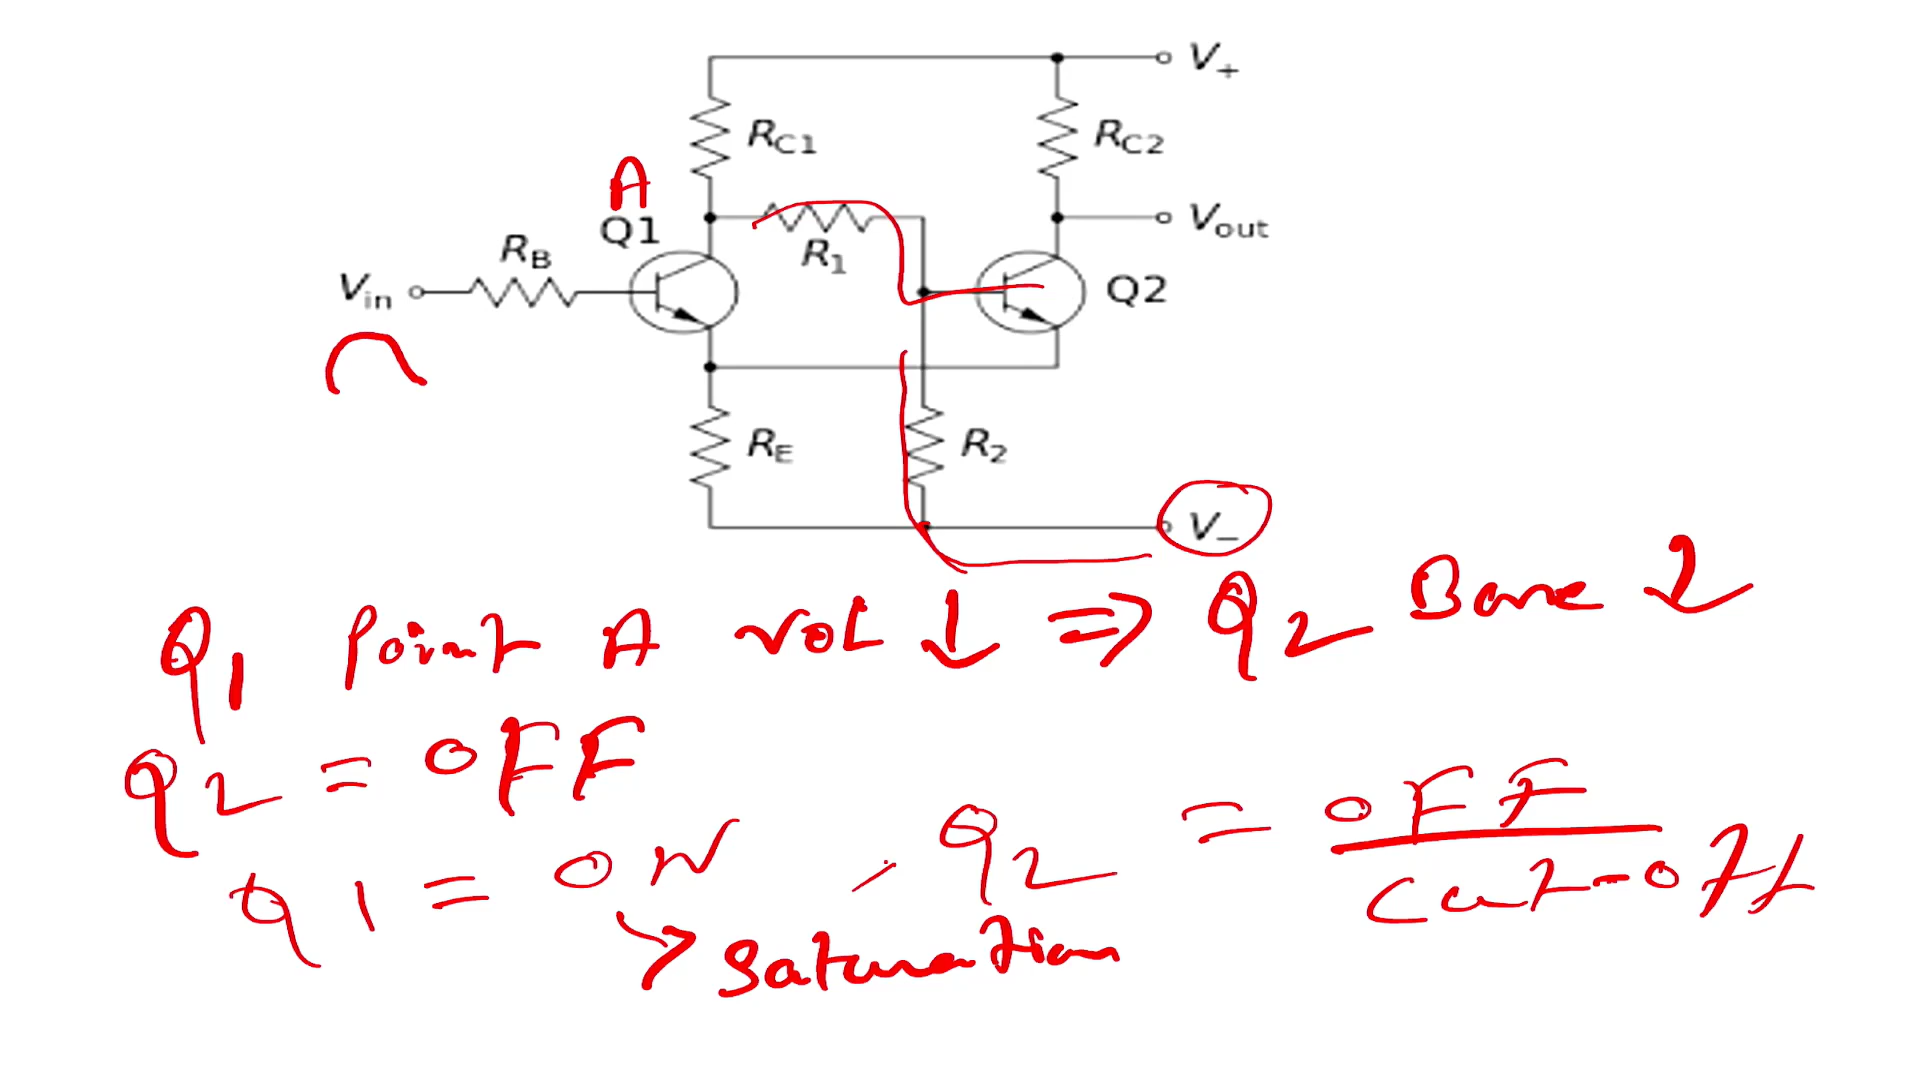 V+
RC1
RC2
A
Q1
Vout
RB
R1
Vin
Q2
RE
R2
V−
Q1 Point A vol ↓ ⇒ Q2 Base ↓
Q2 = OFF
Q1 = ON , Q2 = OFF
Saturation
Cut-off